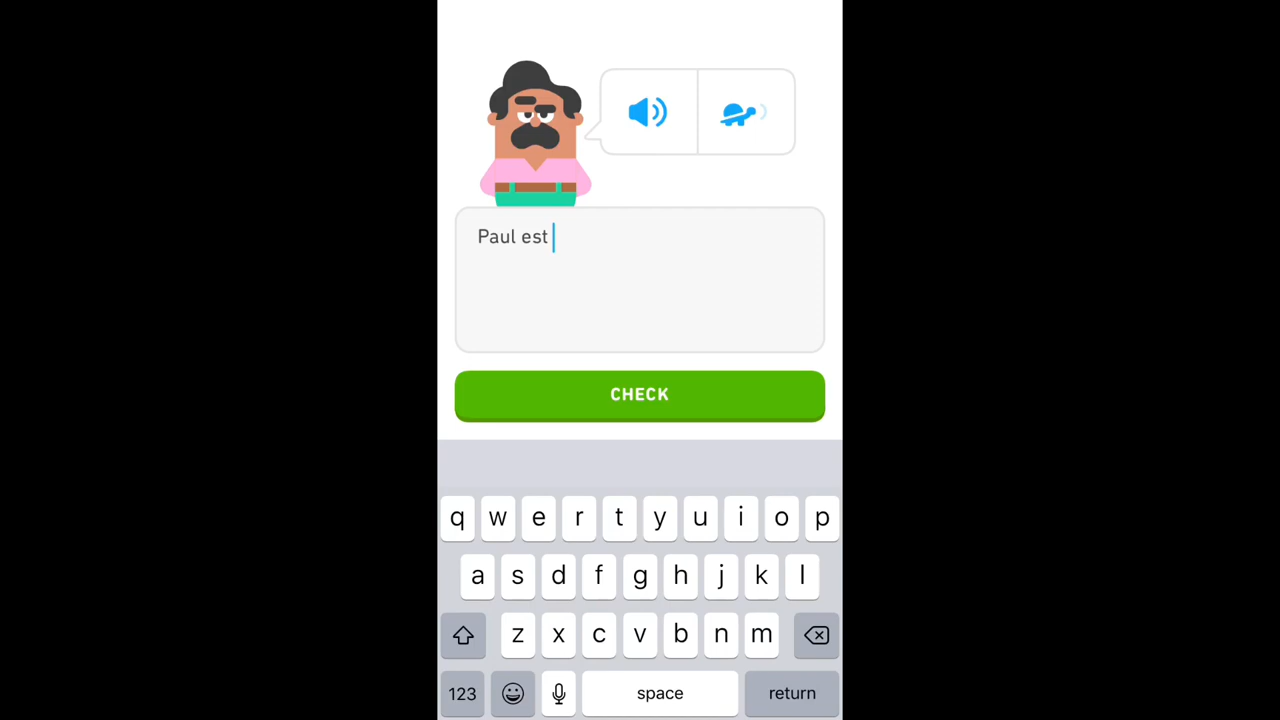 Paul est
CHECK
q w e r t y u i o p
a s d f g h j k l
z x c v b n m
123 space return